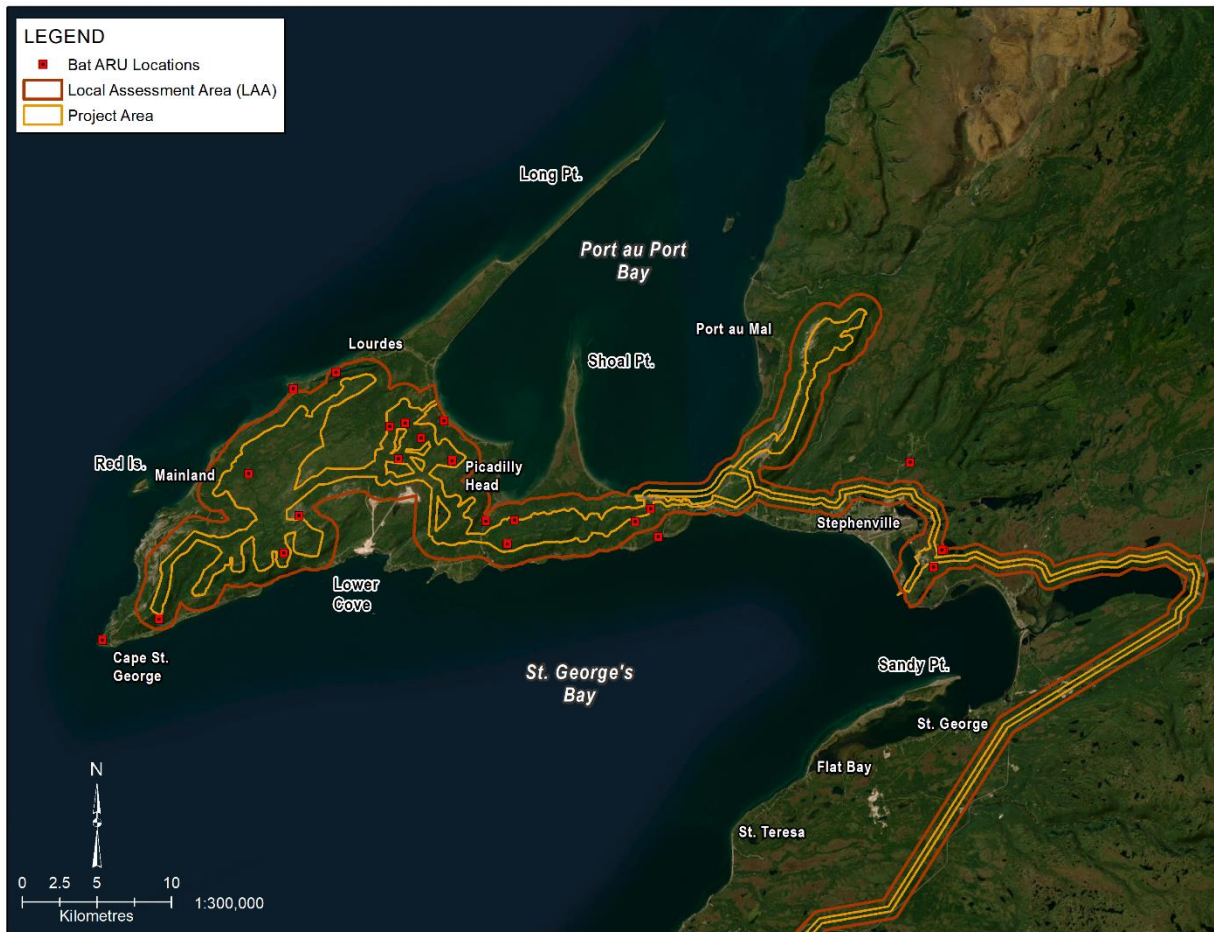 LEGEND
Bat ARU Locations
Local Assessment Area (LAA)
Project Area
Long Pt.
Port au Port
Bay
Port au Mal
Lourdes
Shoal Pt.
Red Is.
Mainland
Picadilly
Head
Stephenville
Lower
Cove
Cape St.
George
St. George's
Bay
Sandy Pt.
St. George
Flat Bay
St. Teresa
N
0 2.5 5 10
Kilometres
1:300,000